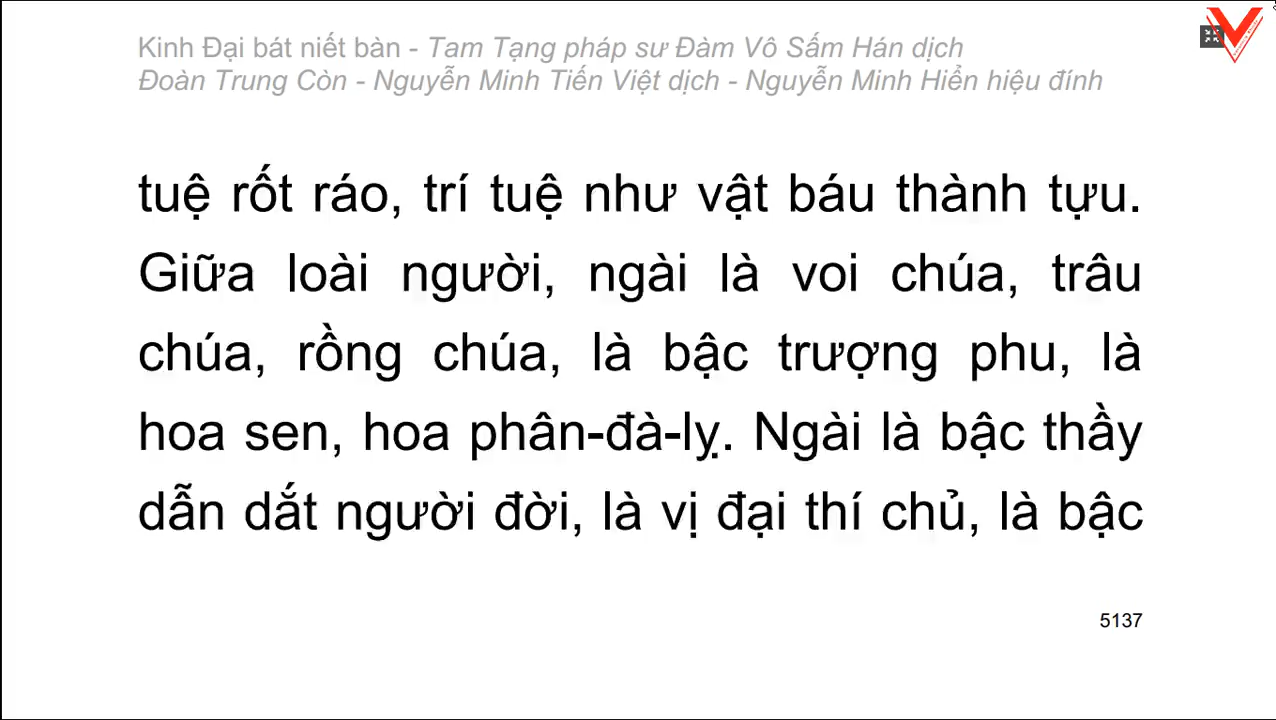 Kinh Đại bát niết bàn - Tam Tạng pháp sư Đàm Vô Sấm Hán dịch
Đoàn Trung Còn - Nguyễn Minh Tiến Việt dịch - Nguyễn Minh Hiển hiệu đính
tuệ rốt ráo, trí tuệ như vật báu thành tựu.
Giữa loài người, ngài là voi chúa, trâu
chúa, rồng chúa, là bậc trượng phu, là
hoa sen, hoa phân-đà-lỵ. Ngài là bậc thầy
dẫn dắt người đời, là vị đại thí chủ, là bậc
5137